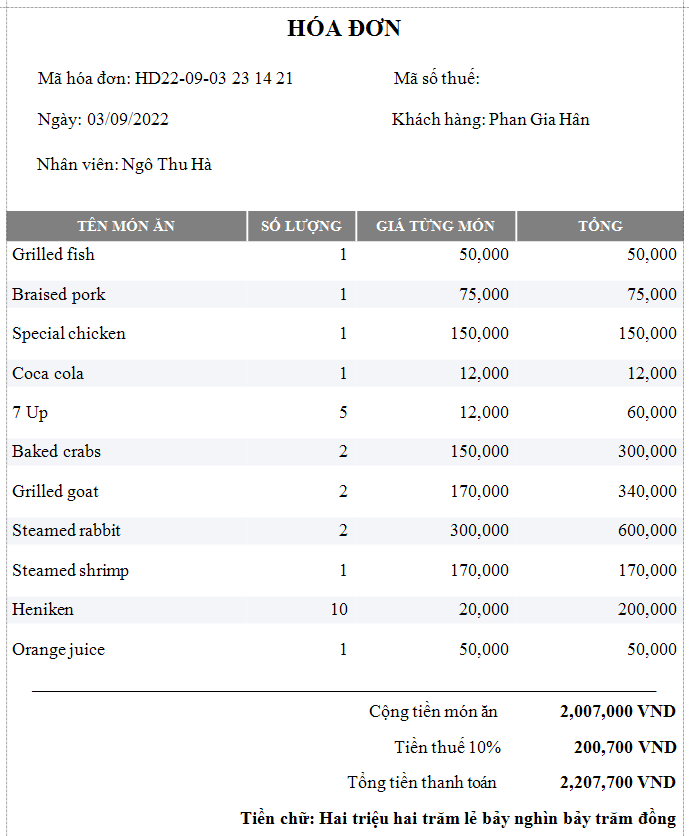 HÓA ĐƠN
Mã hóa đơn: HD22-09-03 23 14 21 Mã số thuế:
Ngày: 03/09/2022 Khách hàng: Phan Gia Hân
Nhân viên: Ngô Thu Hà
TÊN MÓN ĂN SỐ LƯỢNG GIÁ TỪNG MÓN TỔNG
Grilled fish 1 50,000 50,000
Braised pork 1 75,000 75,000
Special chicken 1 150,000 150,000
Coca cola 1 12,000 12,000
7 Up 5 12,000 60,000
Baked crabs 2 150,000 300,000
Grilled goat 2 170,000 340,000
Steamed rabbit 2 300,000 600,000
Steamed shrimp 1 170,000 170,000
Heniken 10 20,000 200,000
Orange juice 1 50,000 50,000
Cộng tiền món ăn 2,007,000 VND
Tiền thuế 10% 200,700 VND
Tổng tiền thanh toán 2,207,700 VND
Tiền chữ: Hai triệu hai trăm lẻ bảy nghìn bảy trăm đồng